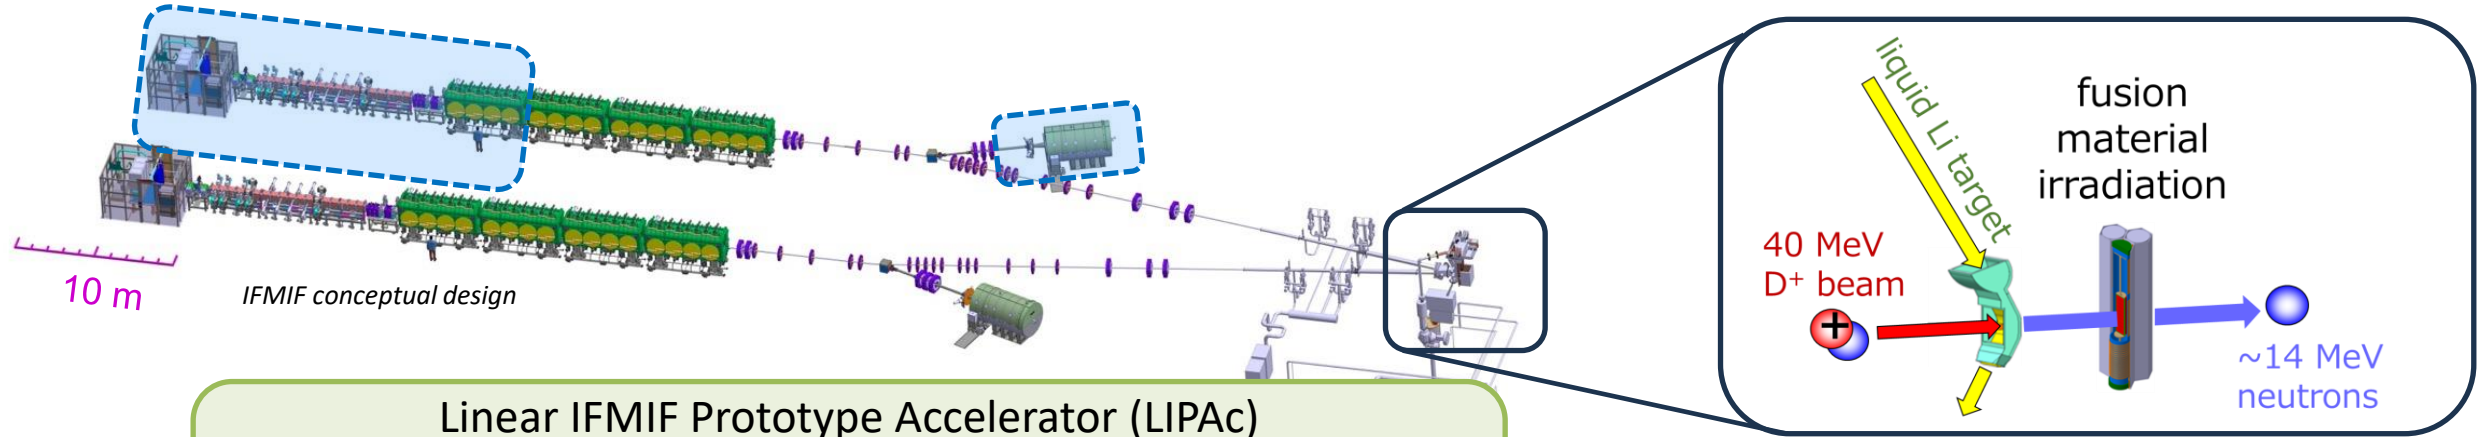 10 m
IFMIF conceptual design
Linear IFMIF Prototype Accelerator (LIPAc)
liquid Li target
fusion
material
irradiation
40 MeV
D⁺ beam
+
~14 MeV
neutrons